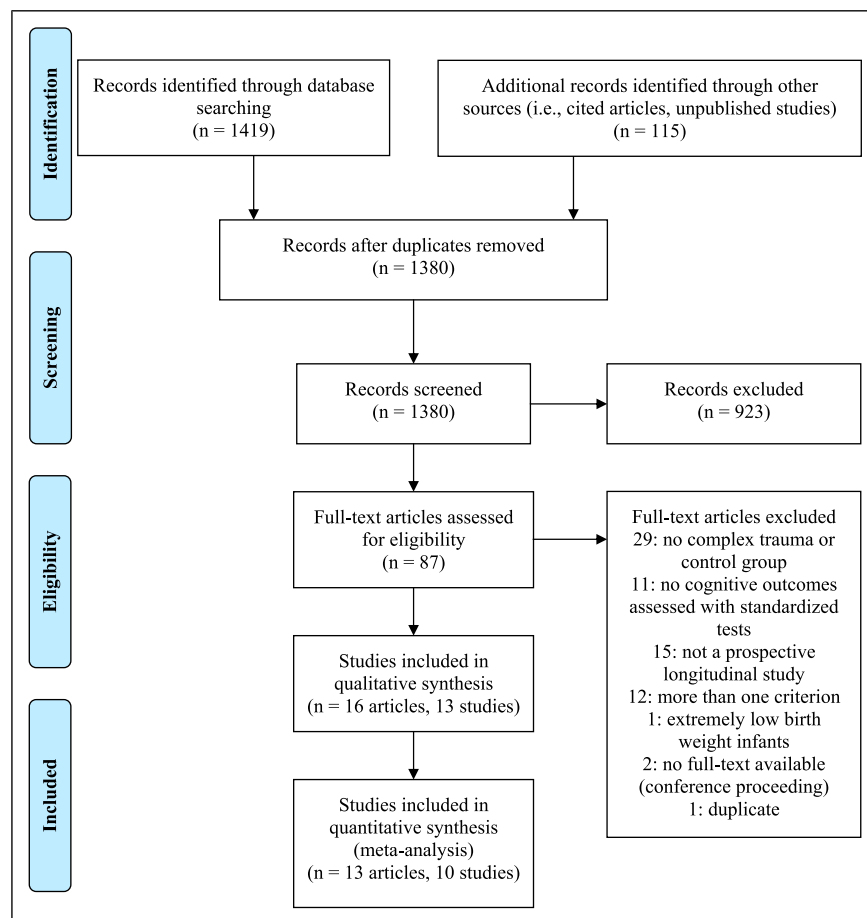 Identification
Records identified through database
searching
(n = 1419)
Additional records identified through other
sources (i.e., cited articles, unpublished studies)
(n = 115)
Records after duplicates removed
(n = 1380)
Screening
Records screened
(n = 1380)
Records excluded
(n = 923)
Eligibility
Full-text articles assessed
for eligibility
(n = 87)
Full-text articles excluded
29: no complex trauma or
control group
11: no cognitive outcomes
assessed with standardized
tests
15: not a prospective
longitudinal study
12: more than one criterion
1: extremely low birth
weight infants
2: no full-text available
(conference proceeding)
1: duplicate
Studies included in
qualitative synthesis
(n = 16 articles, 13 studies)
Included
Studies included in
quantitative synthesis
(meta-analysis)
(n = 13 articles, 10 studies)